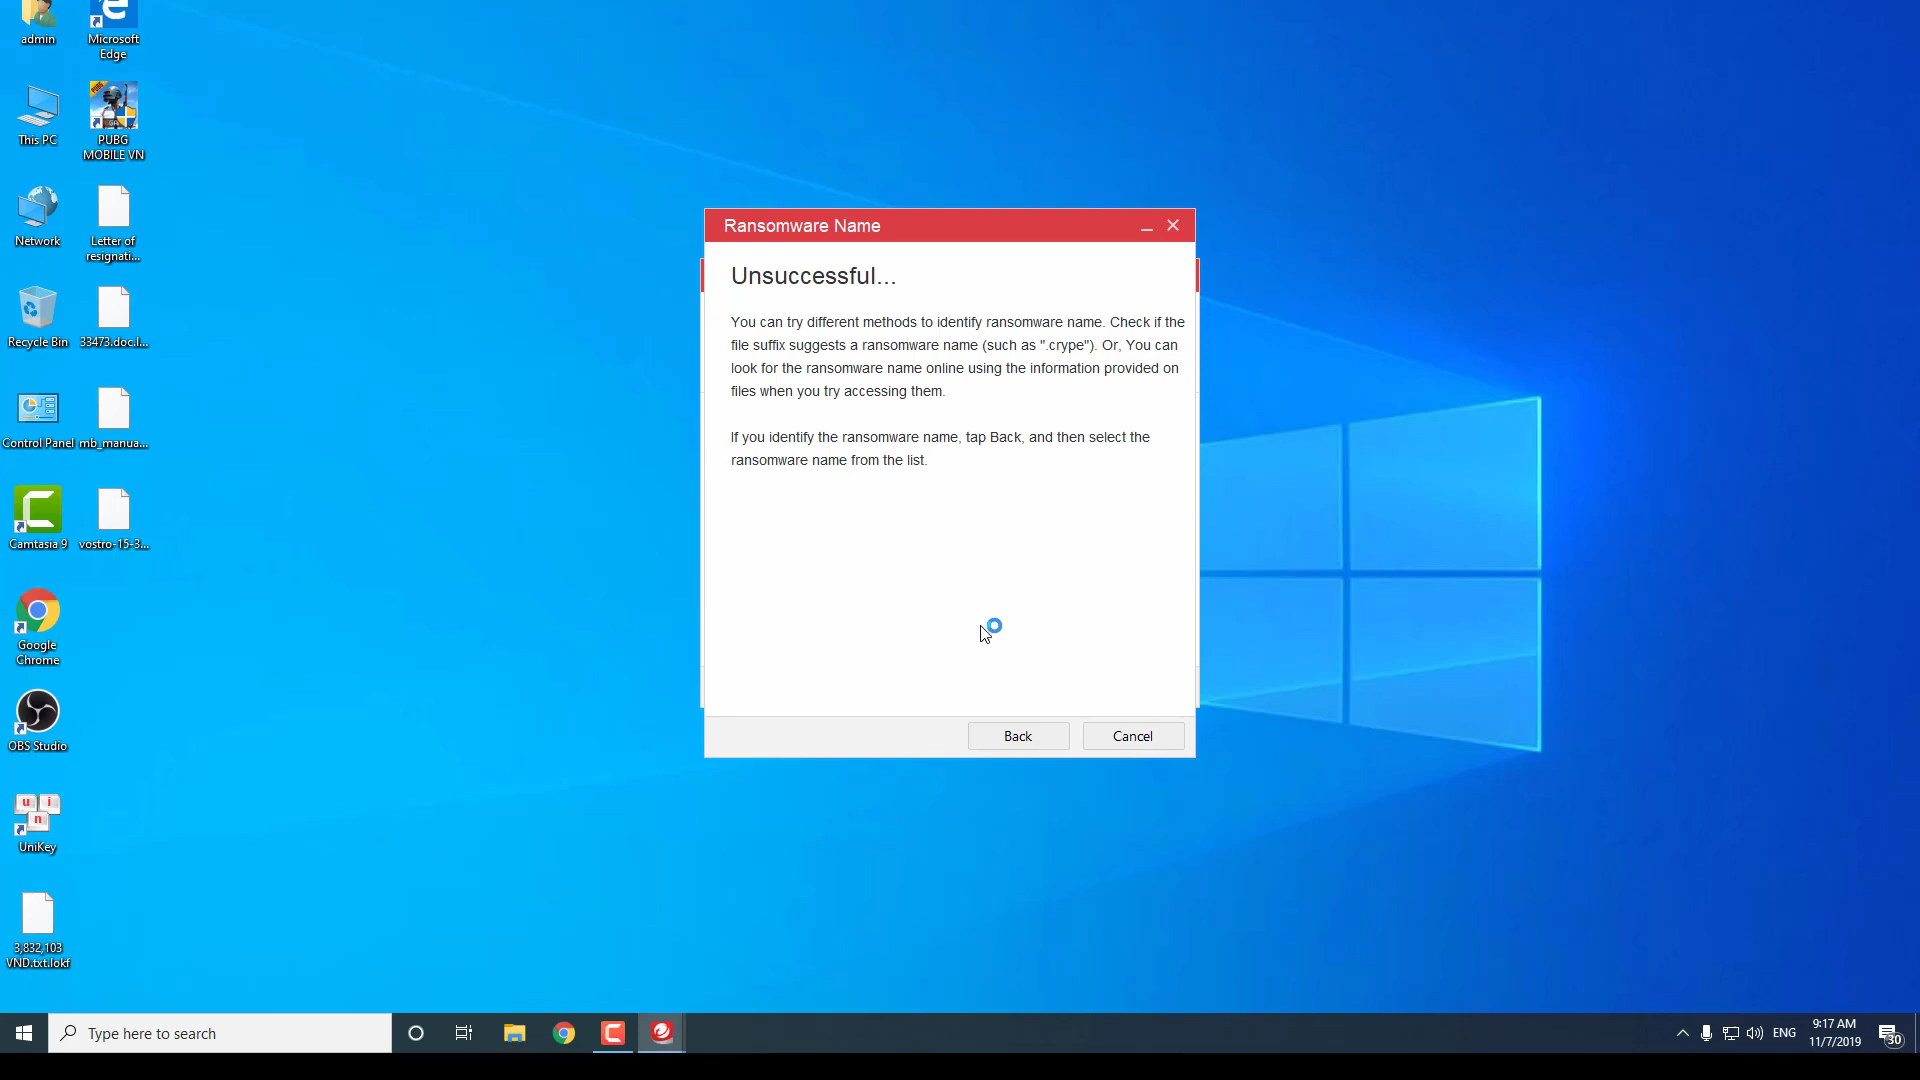 admin
Microsoft
Edge
This PC
PUBG
MOBILE VN
Network
Letter of
resignati...
Recycle Bin
33473.doc.l...
Control Panel
mb_manua...
Camtasia 9
vostro-15-3...
Google
Chrome
OBS Studio
UniKey
3,832,103
VND.txt.lokf
Ransomware Name
Unsuccessful...
You can try different methods to identify ransomware name. Check if the
file suffix suggests a ransomware name (such as ".crype"). Or, You can
look for the ransomware name online using the information provided on
files when you try accessing them.
If you identify the ransomware name, tap Back, and then select the
ransomware name from the list.
Back
Cancel
Type here to search
ENG
9:17 AM
11/7/2019
30